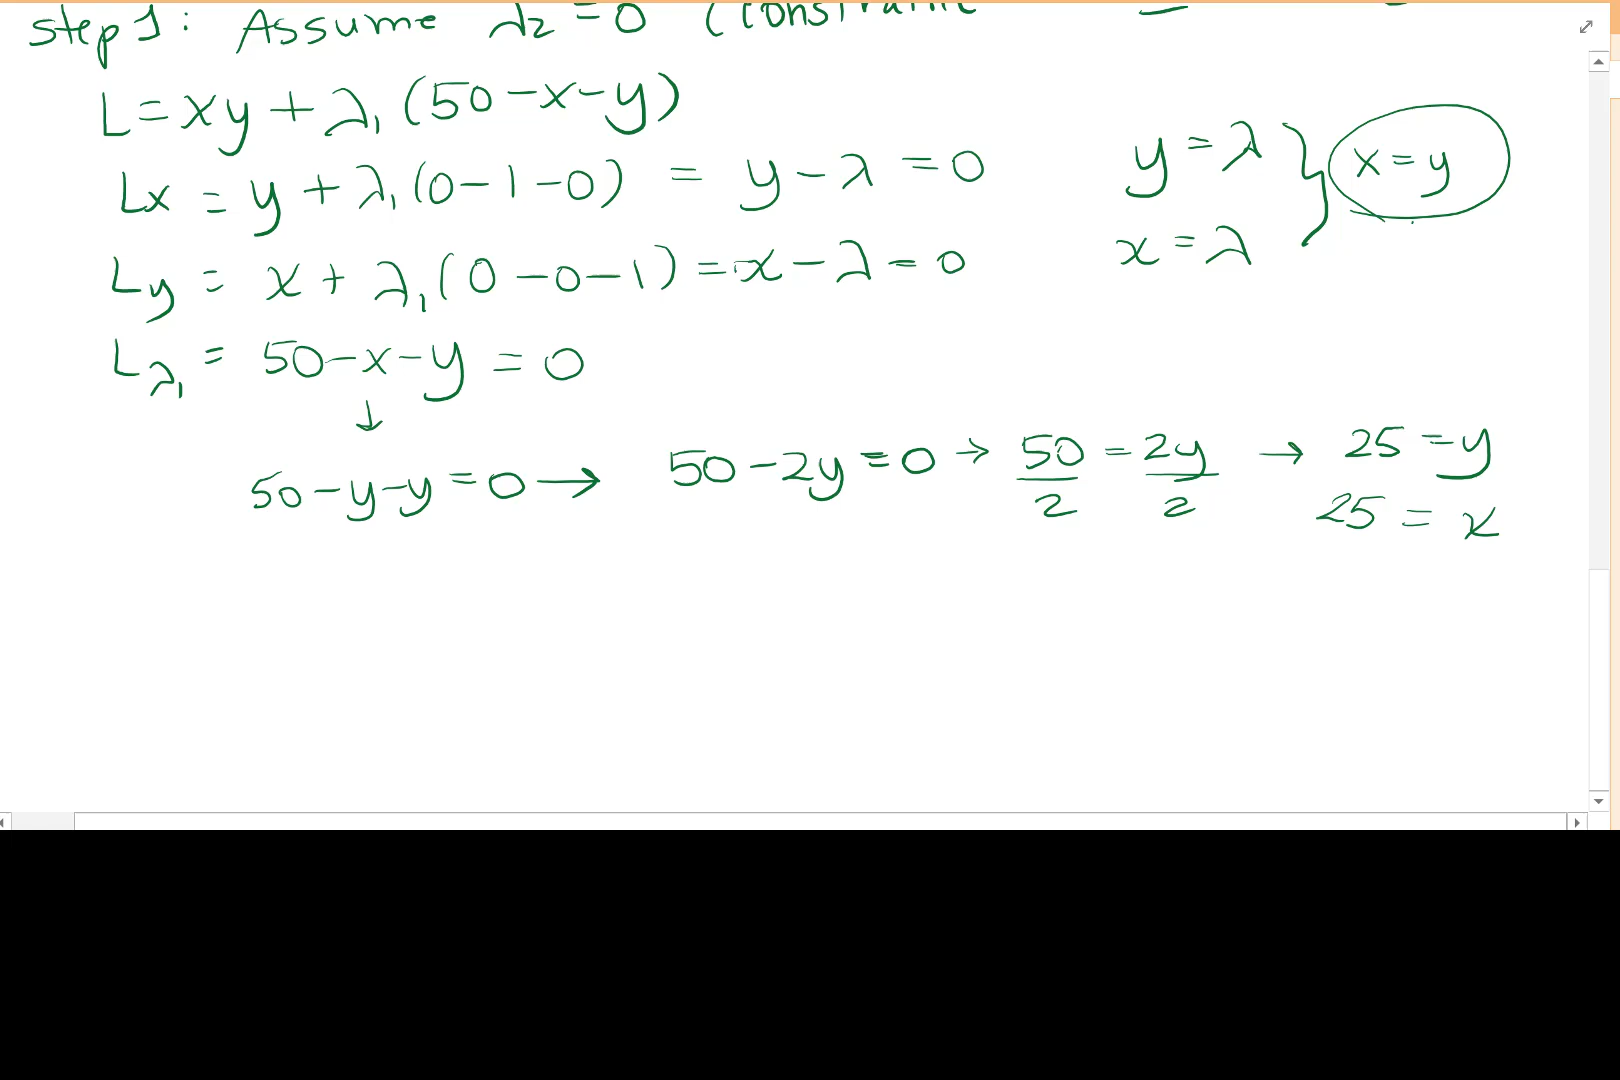 step 1: Assume λ2 = 0 (constraint
L = xy + λ1 (50 - x - y)
Lx = y + λ1 (0 - 1 - 0) = y - λ = 0
y = λ } x = y
Ly = x + λ1 (0 - 0 - 1) = x - λ = 0
x = λ
Lλ1 = 50 - x - y = 0
↓
50 - y - y = 0 → 50 - 2y = 0 → 50/2 = 2y/2 → 25 = y
25 = x